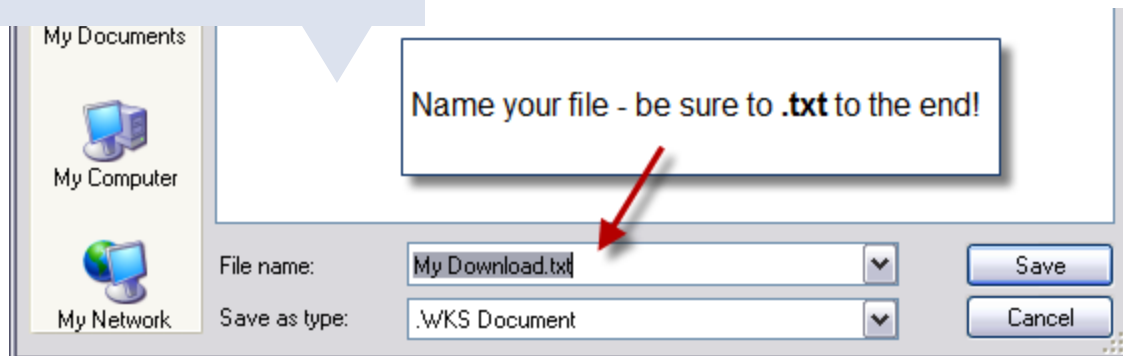 My Documents
Name your file - be sure to .txt to the end!
My Computer
File name:
My Download.txt
Save
My Network
Save as type:
.WKS Document
Cancel